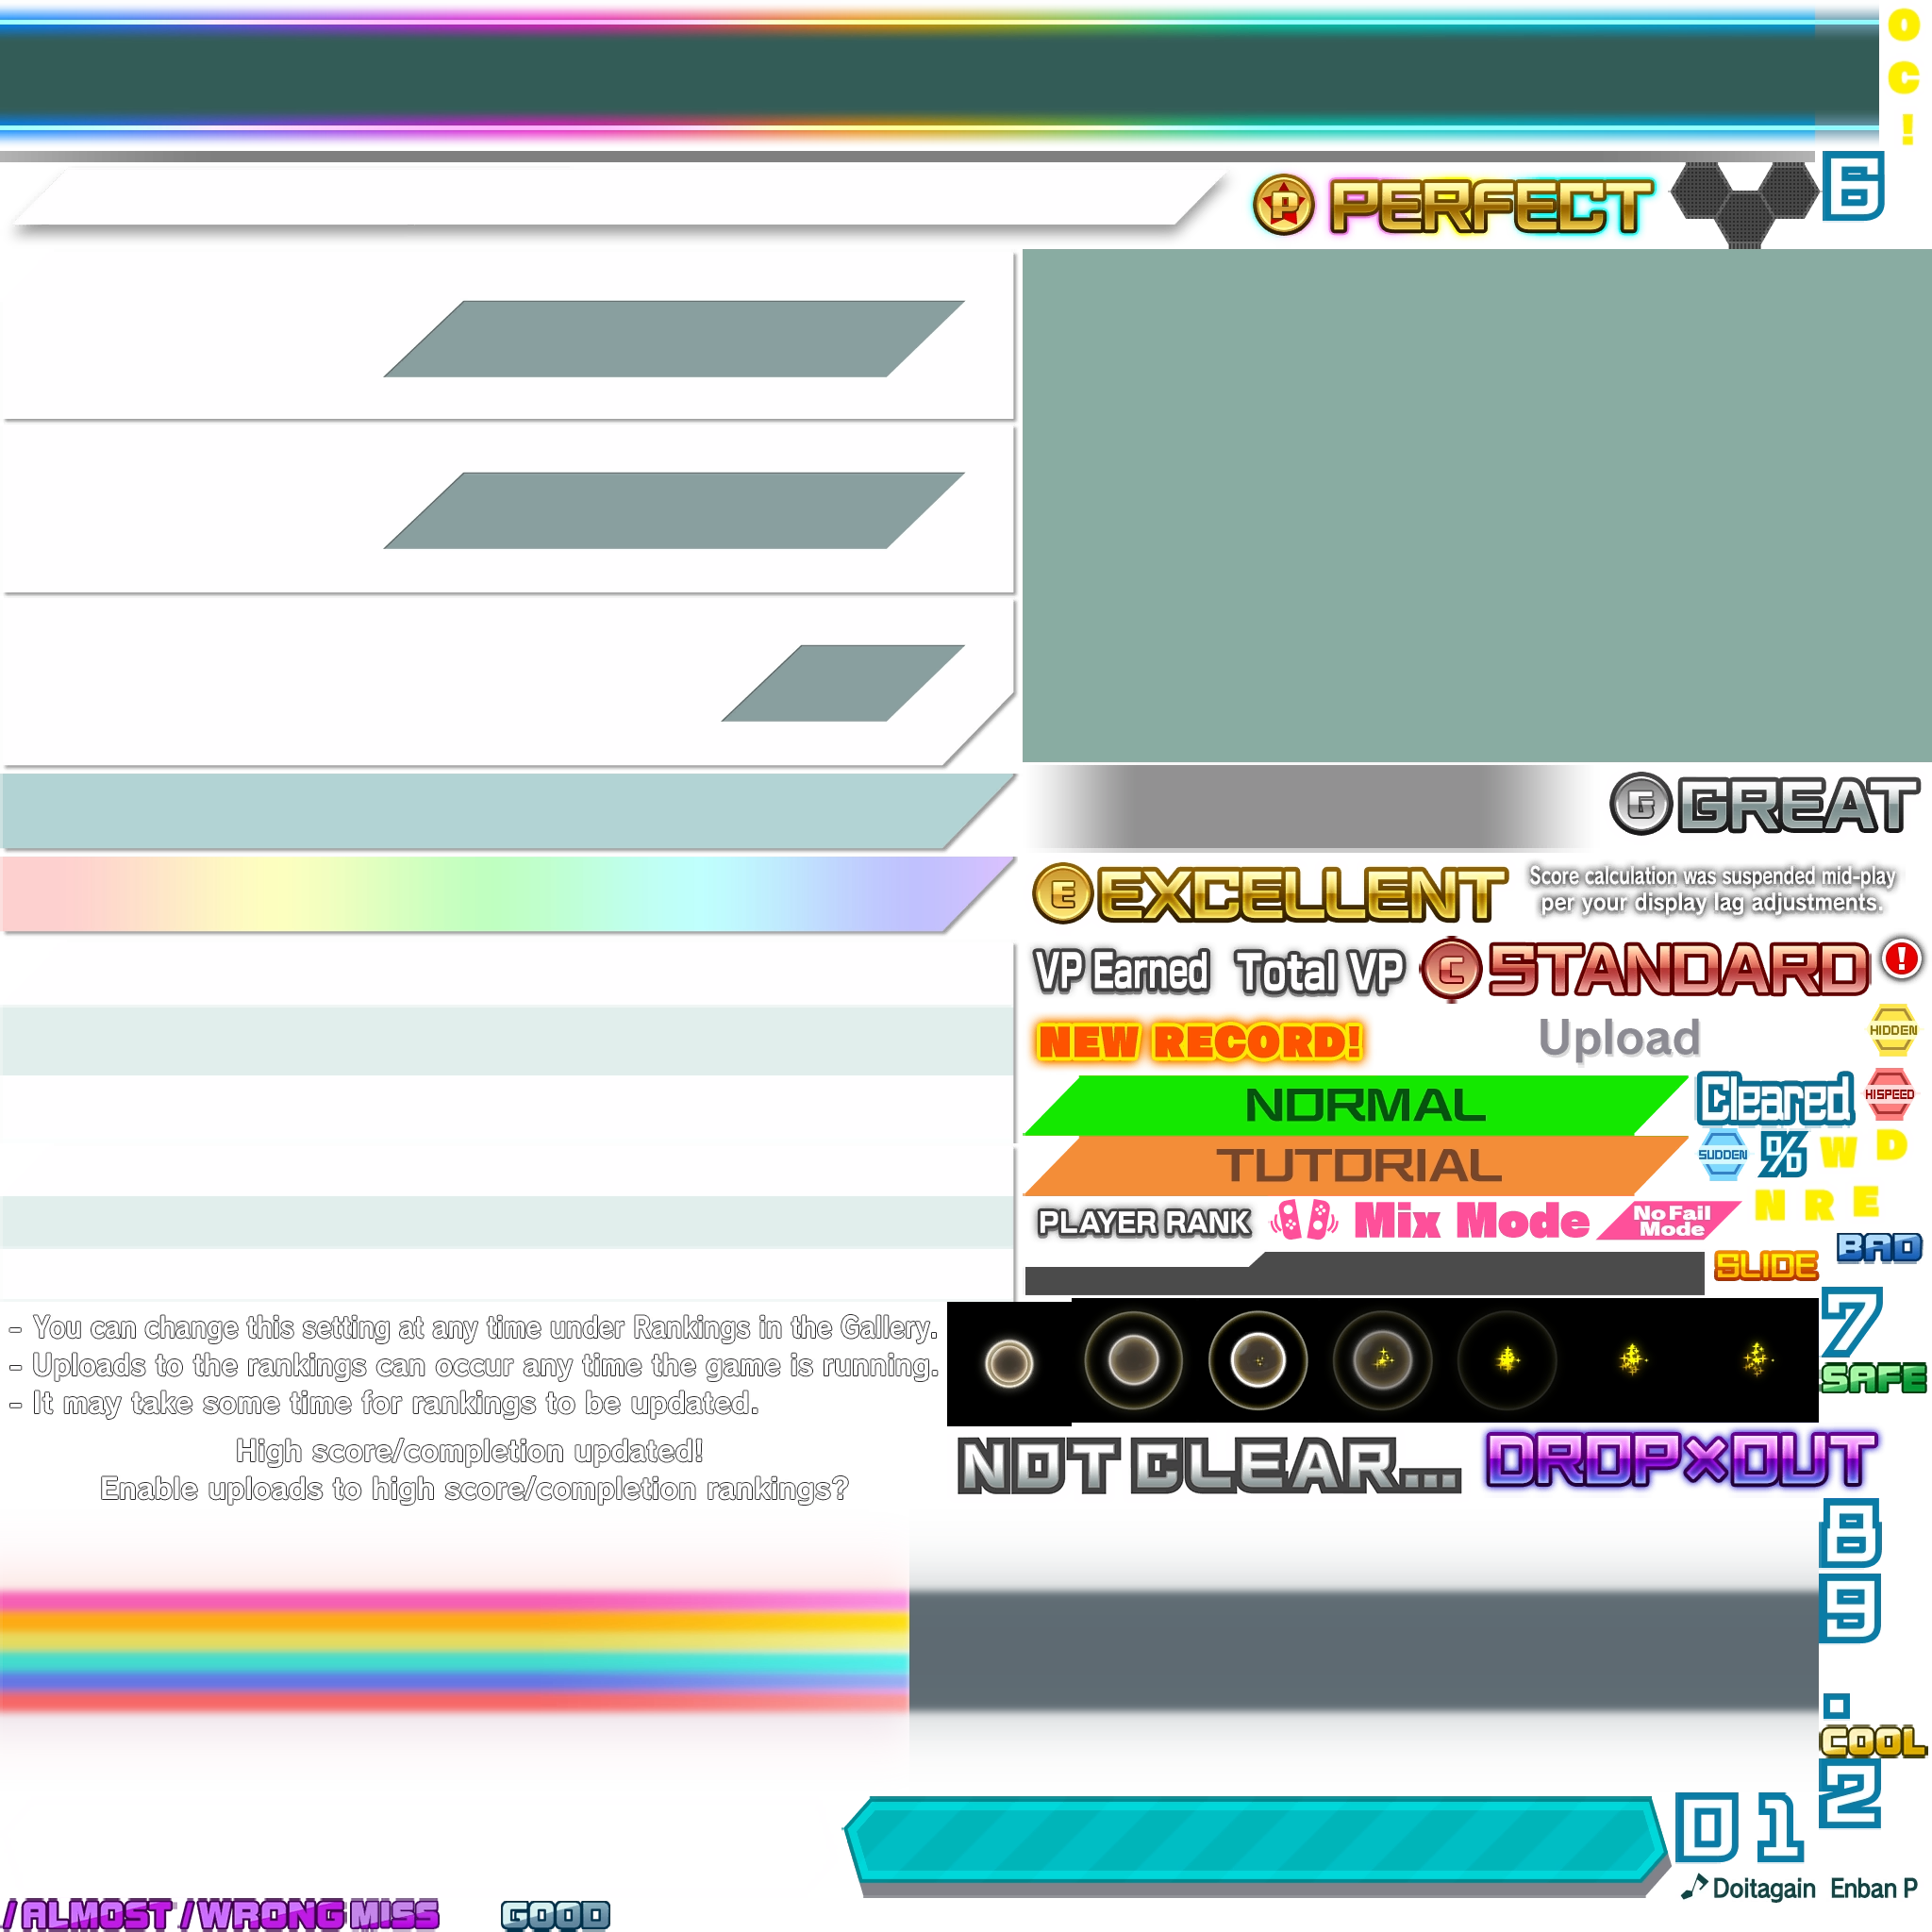 O
C
!
P PERFECT
6
G GREAT
E EXCELLENT
Score calculation was suspended mid-play
per your display lag adjustments.
VP Earned
Total VP
C STANDARD
!
NEW RECORD!
Upload
HIDDEN
NORMAL
Cleared
HISPEED
TUTORIAL
SUDDEN
%
W
D
PLAYER RANK
Mix Mode
No Fail
Mode
N
R
E
SLIDE
BAD
- You can change this setting at any time under Rankings in the Gallery.
- Uploads to the rankings can occur any time the game is running.
- It may take some time for rankings to be updated.
7
SAFE
High score/completion updated!
Enable uploads to high score/completion rankings?
NOT CLEAR...
DROP×OUT
8
9
.
COOL
2
0
1
Doitagain
Enban P
/ALMOST
/WRONG
MISS
GOOD